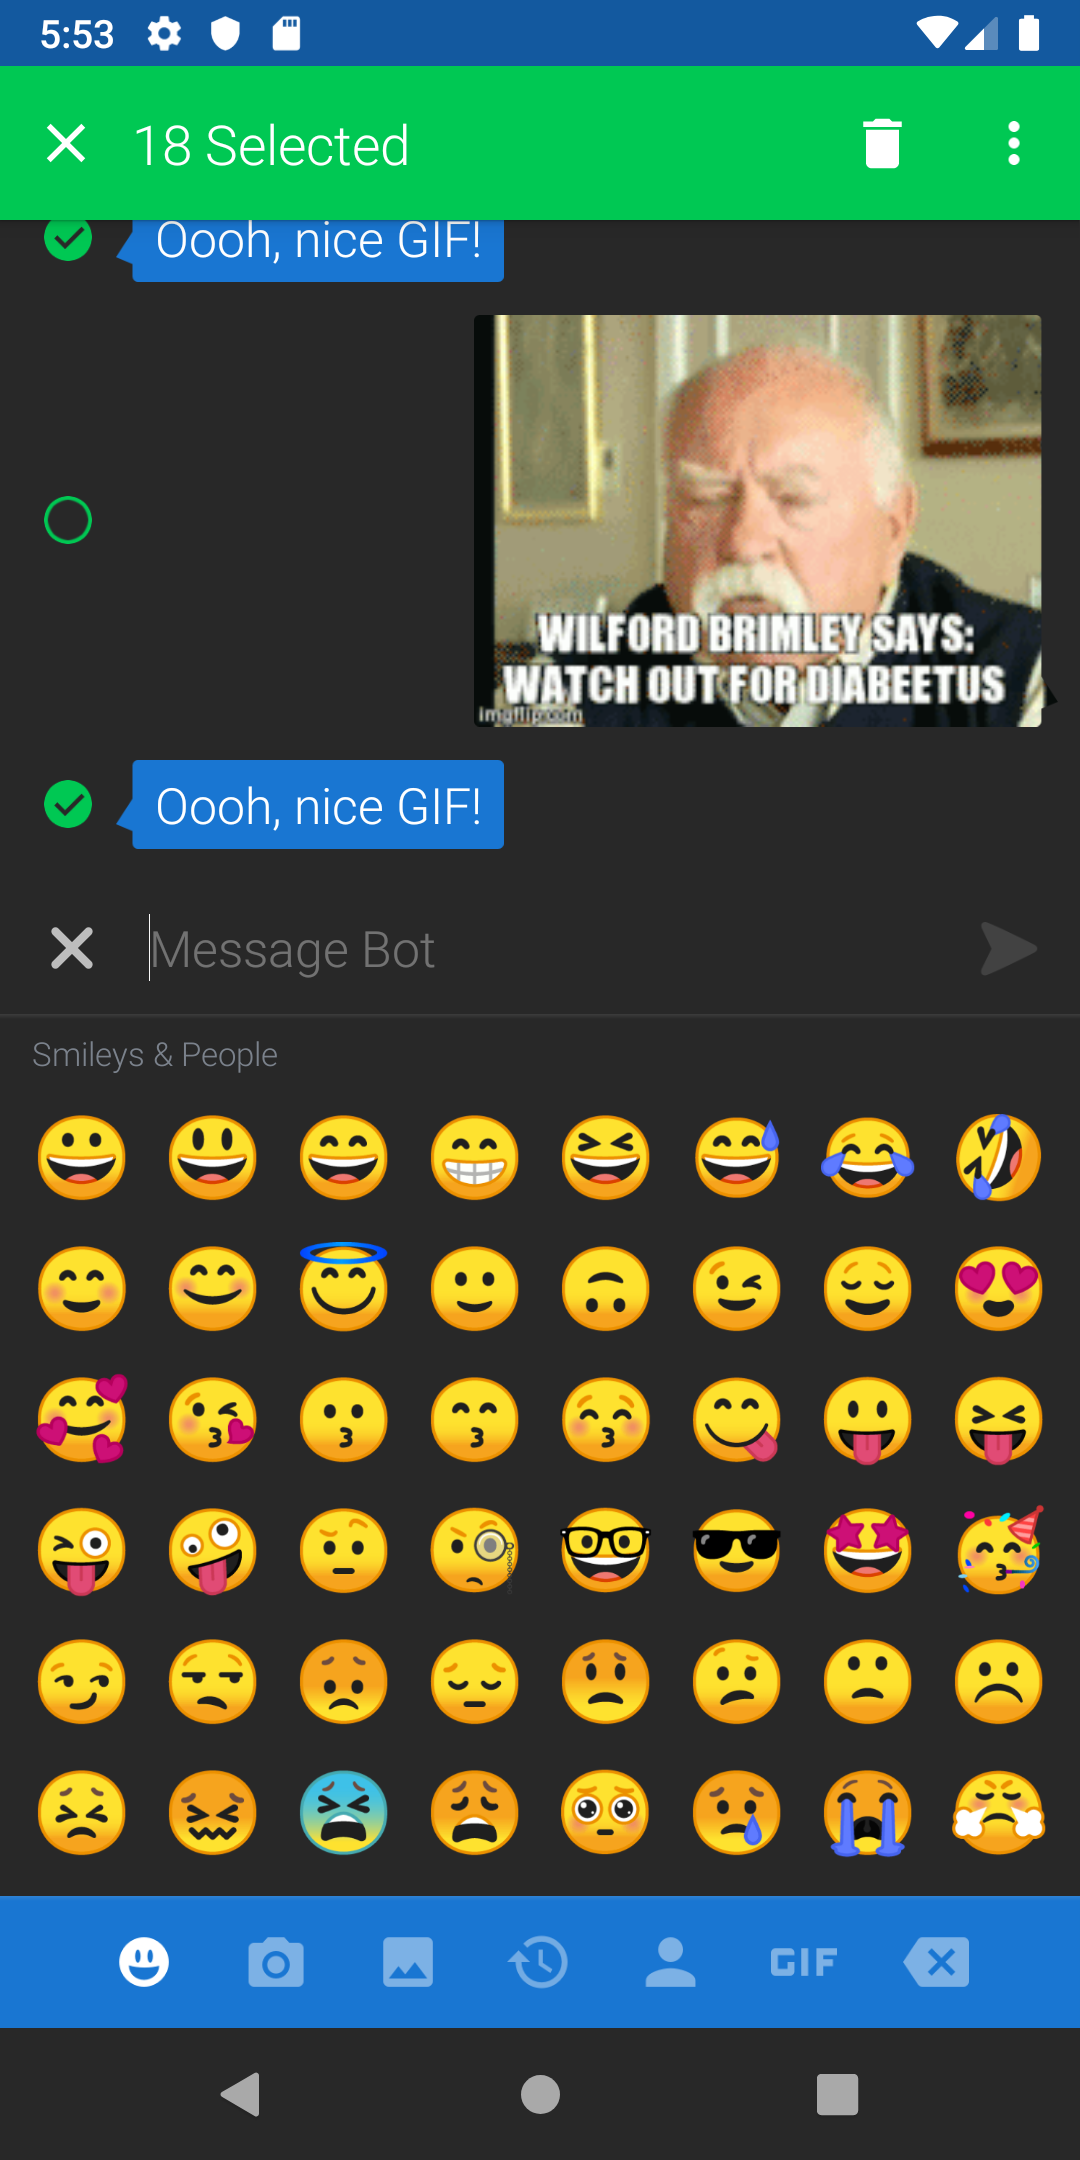 5:53
18 Selected
Oooh, nice GIF!
WILFORD BRIMLEY SAYS:
WATCH OUT FOR DIABEETUS
imgflip.com
Oooh, nice GIF!
Message Bot
Smileys & People
GIF